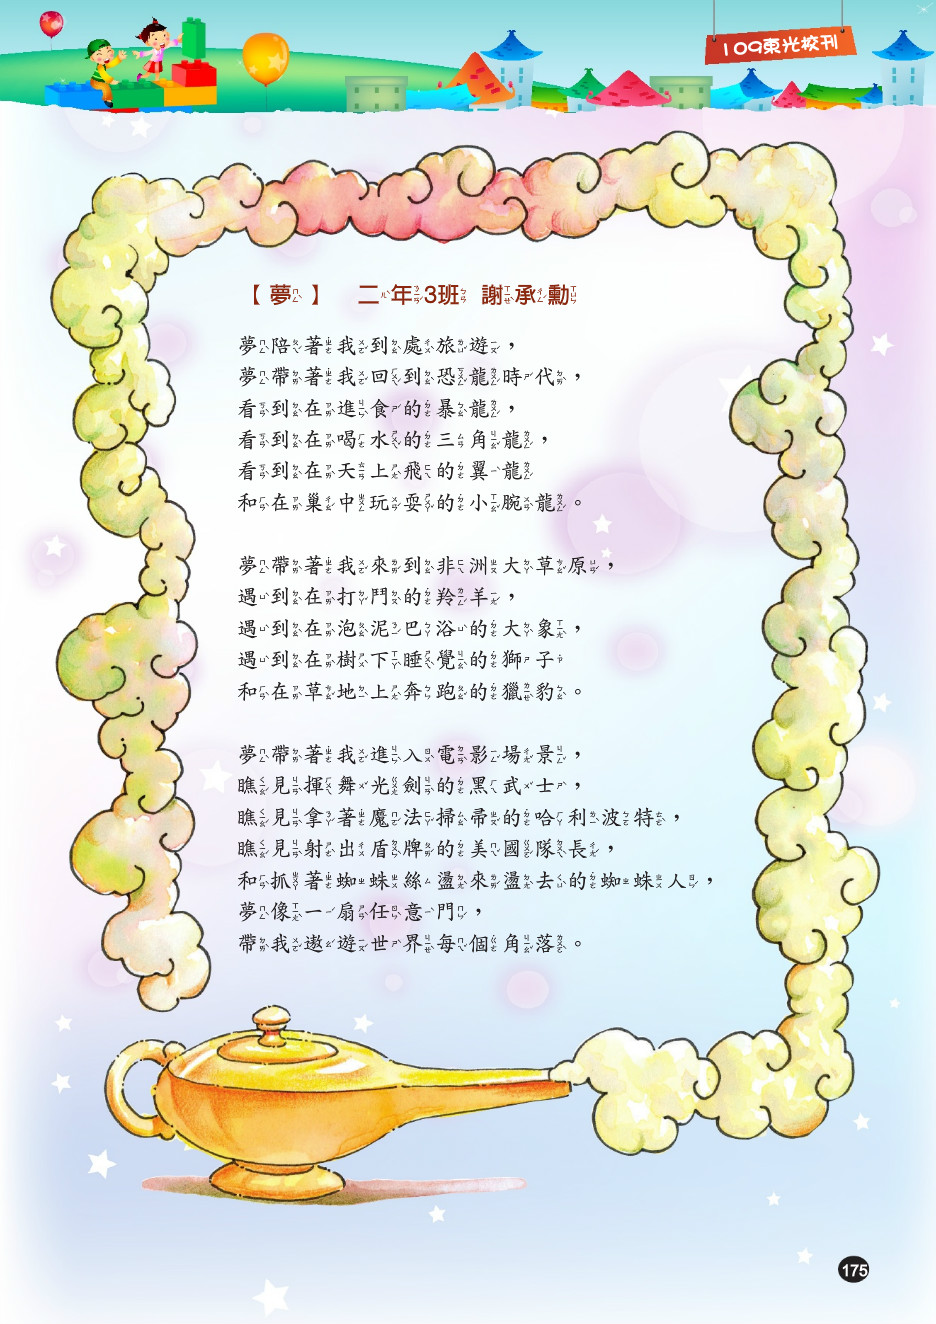 109東光校刊
【夢】 二年3班 謝承勳
夢陪著我到處旅遊，
夢帶著我回到恐龍時代，
看到在進食的暴龍，
看到在喝水的三角龍，
看到在天上飛的翼龍
和在巢中玩耍的小腕龍。
夢帶著我來到非洲大草原，
遇到在打鬥的羚羊，
遇到在泡泥巴浴的大象，
遇到在樹下睡覺的獅子
和在草地上奔跑的獵豹。
夢帶著我進入電影場景，
瞧見揮舞光劍的黑武士，
瞧見拿著魔法掃帚的哈利波特，
瞧見射出盾牌的美國隊長，
和抓著蜘蛛絲盪來盪去的蜘蛛人，
夢像一扇任意門，
帶我遨遊世界每個角落。
175